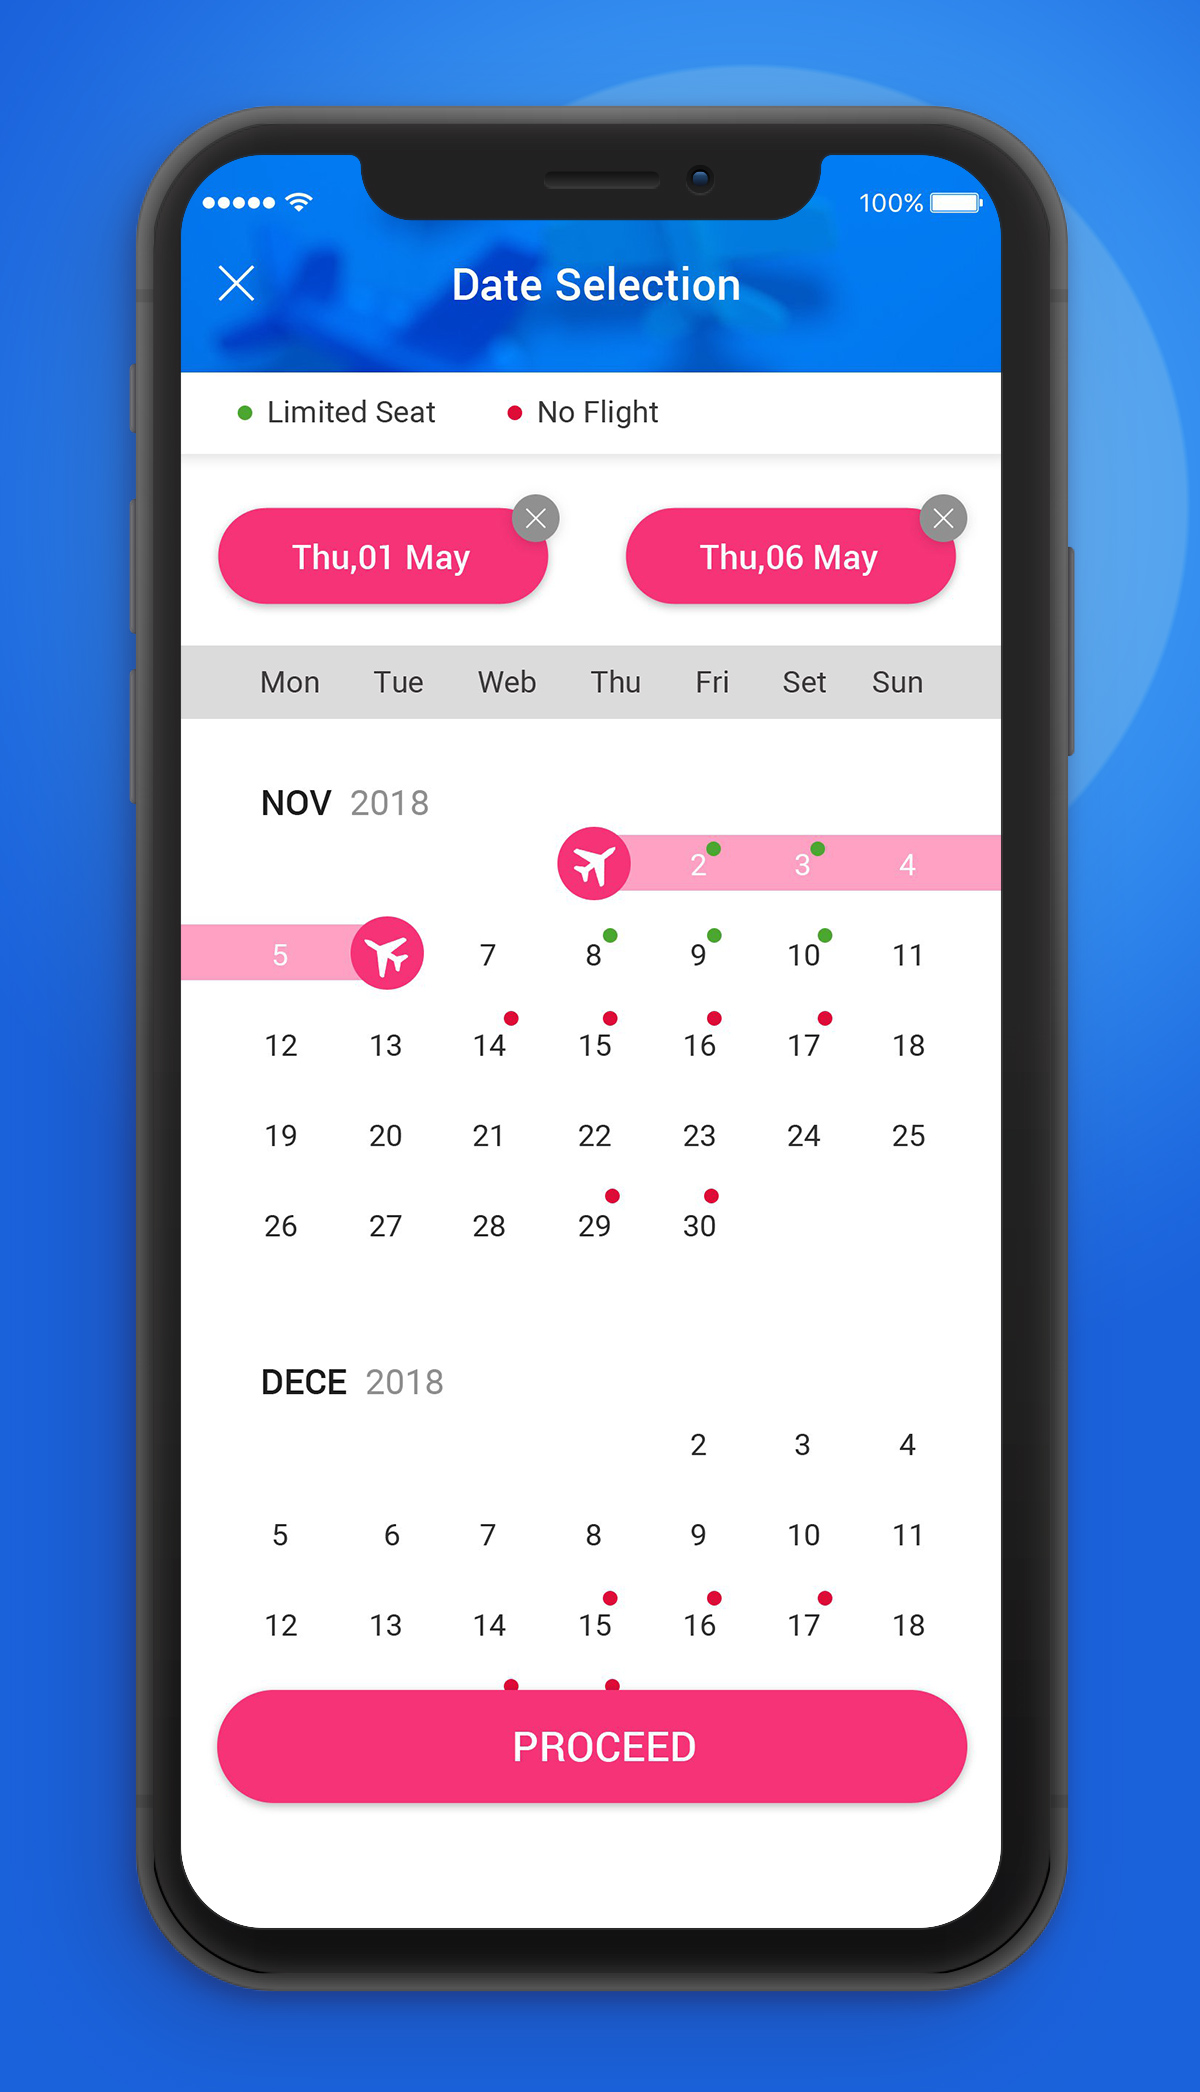 100%
Date Selection
Limited Seat No Flight
Thu,01 May Thu,06 May
Mon Tue Web Thu Fri Set Sun
NOV 2018
2 3 4
5 7 8 9 10 11
12 13 14 15 16 17 18
19 20 21 22 23 24 25
26 27 28 29 30
DECE 2018
2 3 4
5 6 7 8 9 10 11
12 13 14 15 16 17 18
PROCEED